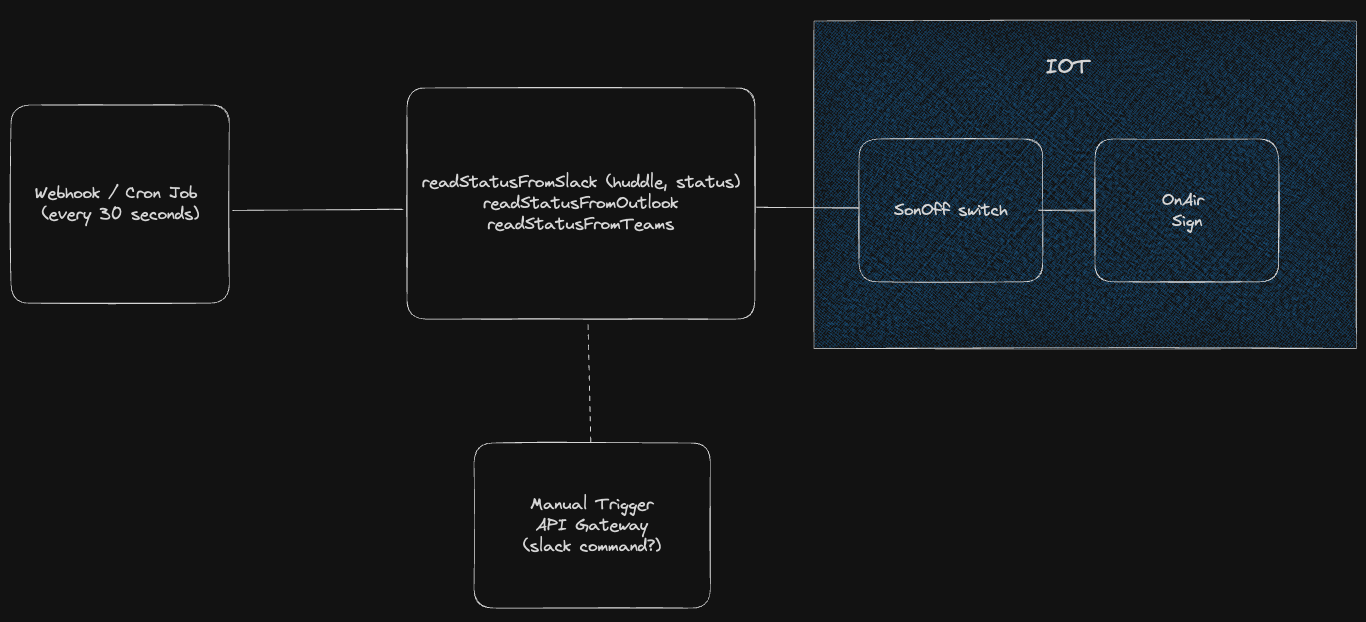 IOT
Webhook / Cron Job
(every 30 seconds)
readStatusFromSlack (huddle, status)
readStatusFromOutlook
readStatusFromTeams
SonOff switch
OnAir
Sign
Manual Trigger
API Gateway
(slack command?)